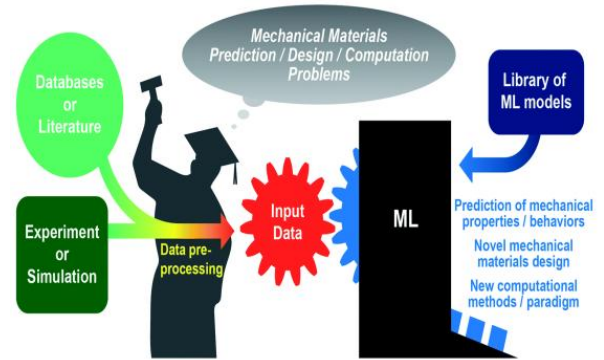 Mechanical Materials
Prediction / Design / Computation
Problems
Databases
or
Literature
Library of
ML models
Experiment
or
Simulation
Data pre-
processing
Input
Data
ML
Prediction of mechanical
properties / behaviors
Novel mechanical
materials design
New computational
methods / paradigm